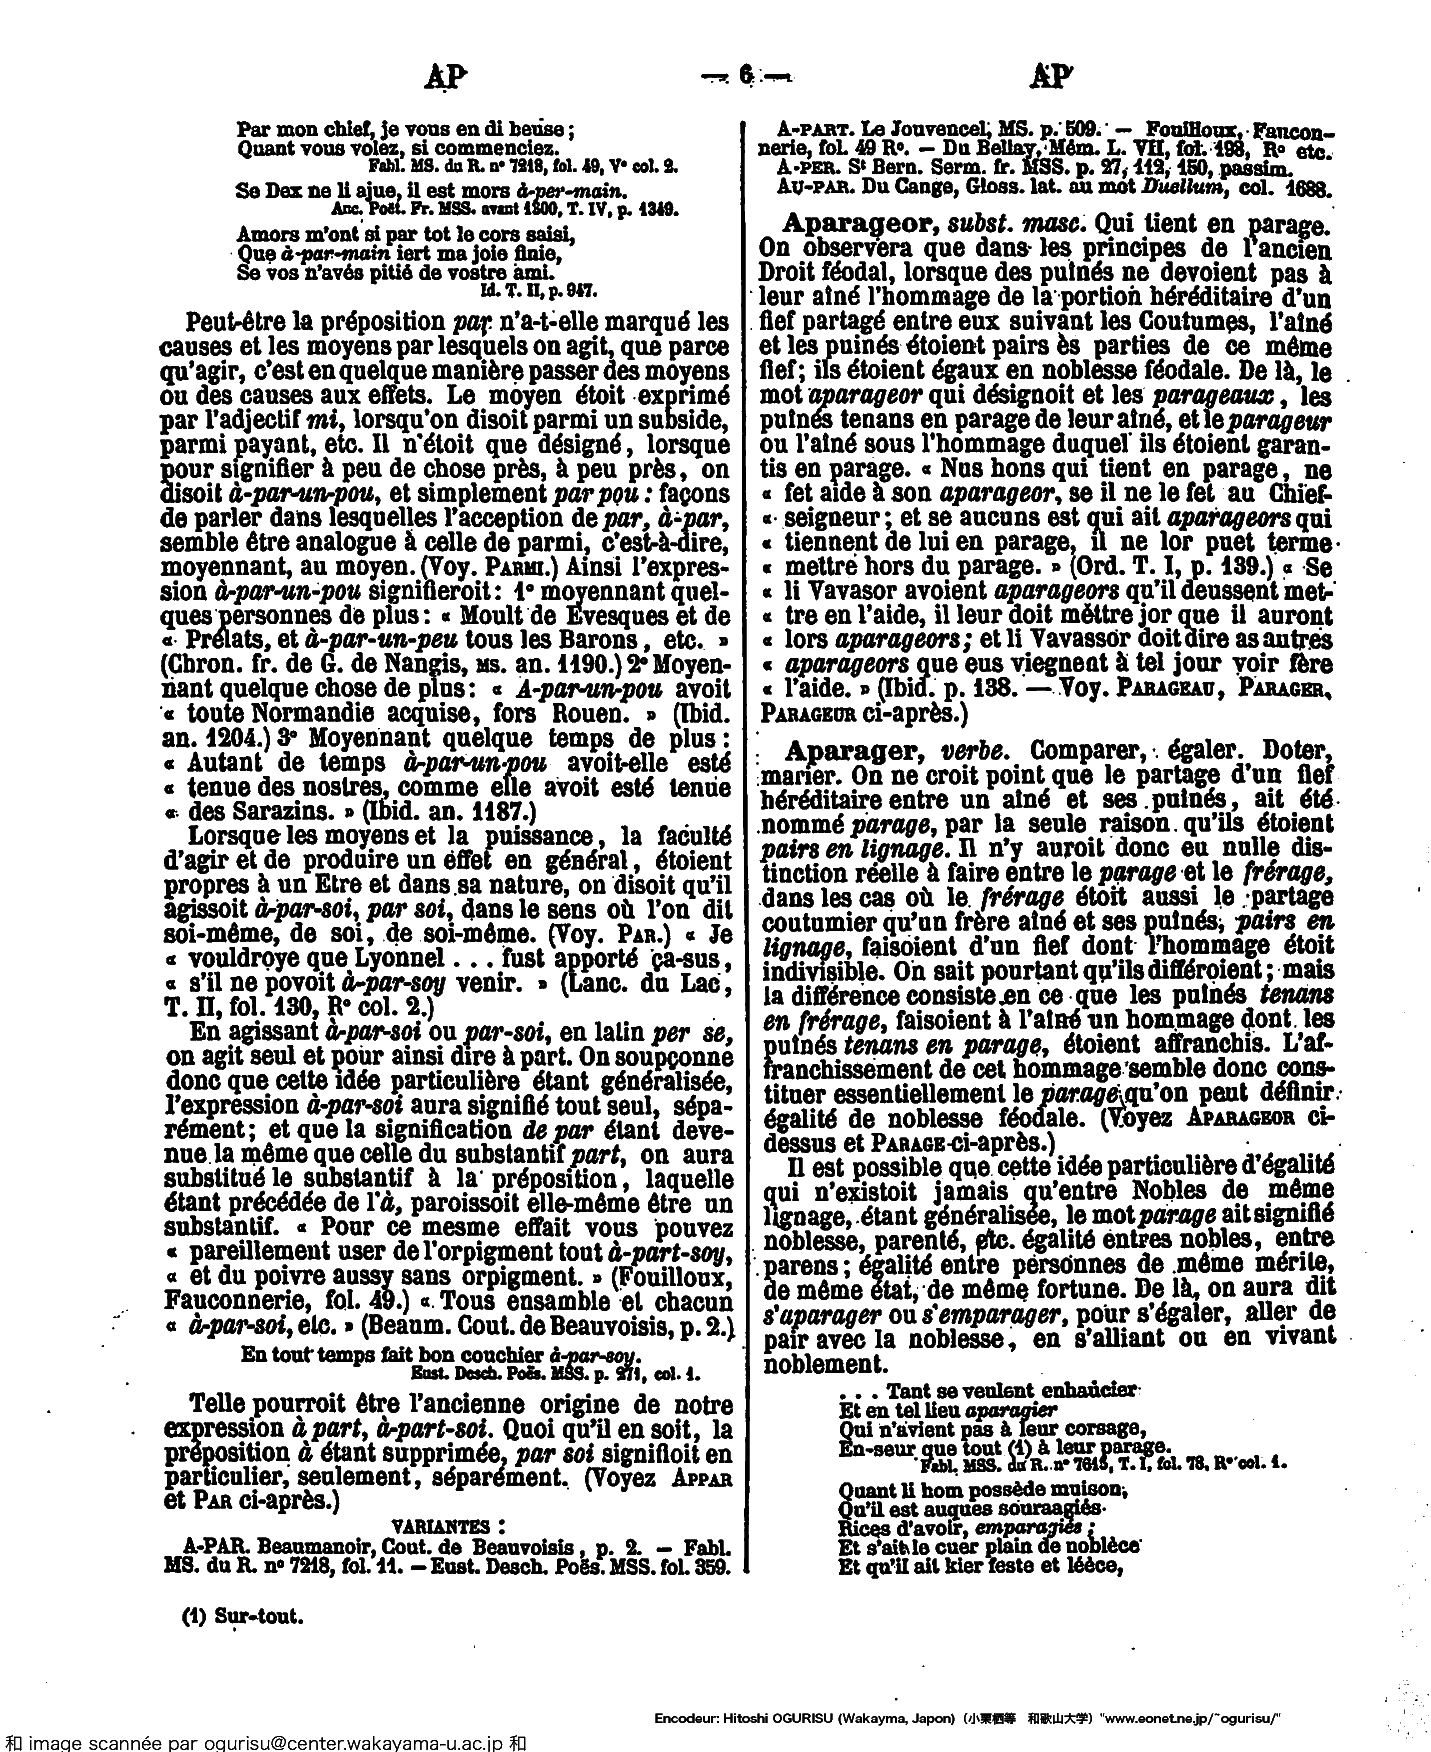 AP — 6 — AP
Par mon chief, je vous en di beuse ;
Quant vous volez, si commenciez.
Fabl. MS. du R. nº 7218, fol. 49, Vº col. 2.
Se Dex ne li ajue, il est mors à-per-main.
Anc. Poët. Fr. MSS. avant 1300, T. IV, p. 1349.
Amors m'ont si par tot le cors saisi,
Que à-par-main iert ma joie finie,
Se vos n'avés pitié de vostre ami.
Id. T. II, p. 947.
Peut-être la préposition par n'a-t-elle marqué les
causes et les moyens par lesquels on agit, que parce
qu'agir, c'est en quelque manière passer des moyens
ou des causes aux effets. Le moyen étoit exprimé
par l'adjectif mi, lorsqu'on disoit parmi un subside,
parmi payant, etc. Il n'étoit que désigné, lorsque
pour signifier à peu de chose près, à peu près, on
disoit à-par-un-pou, et simplement par pou : façons
de parler dans lesquelles l'acception de par, à-par,
semble être analogue à celle de parmi, c'est-à-dire,
moyennant, au moyen. (Voy. PARMI.) Ainsi l'expres-
sion à-par-un-pou signifieroit : 1º moyennant quel-
ques personnes de plus : « Moult de Evesques et de
« Prélats, et à-par-un-peu tous les Barons, etc. »
(Chron. fr. de G. de Nangis, MS. an. 1190.) 2º Moyen-
nant quelque chose de plus : « A-par-un-pou avoit
« toute Normandie acquise, fors Rouen. » (Ibid.
an. 1204.) 3º Moyennant quelque temps de plus :
« Autant de temps à-par-un-pou avoit-elle esté
« tenue des nostres, comme elle avoit esté tenue
« des Sarazins. » (Ibid. an. 1187.)
Lorsque les moyens et la puissance, la faculté
d'agir et de produire un effet en général, étoient
propres à un Etre et dans sa nature, on disoit qu'il
agissoit à-par-soi, par soi, dans le sens où l'on dit
soi-même, de soi, de soi-même. (Voy. PAR.) « Je
« vouldroye que Lyonnel . . . fust apporté ça-sus,
« s'il ne povoit à-par-soy venir. » (Lanc. du Lac,
T. II, fol. 130, Rº col. 2.)
En agissant à-par-soi ou par-soi, en latin per se,
on agit seul et pour ainsi dire à part. On soupçonne
donc que cette idée particulière étant généralisée,
l'expression à-par-soi aura signifié tout seul, sépa-
rément ; et que la signification de par étant deve-
nue la même que celle du substantif part, on aura
substitué le substantif à la préposition, laquelle
étant précédée de l'à, paroissoit elle-même être un
substantif. « Pour ce mesme effait vous pouvez
« pareillement user de l'orpigment tout à-part-soy,
« et du poivre aussy sans orpigment. » (Fouilloux,
Fauconnerie, fol. 49.) « Tous ensamble et chacun
« à-par-soi, etc. » (Beaum. Cout. de Beauvoisis, p. 2.)
En tout temps fait bon couchier à-par-soy.
Eust. Desch. Poës. MSS. p. 271, col. 1.
Telle pourroit être l'ancienne origine de notre
expression à part, à-part-soi. Quoi qu'il en soit, la
préposition à étant supprimée, par soi signifioit en
particulier, seulement, séparément. (Voyez APPAR
et PAR ci-après.)
VARIANTES :
A-PAR. Beaumanoir, Cout. de Beauvoisis, p. 2. — Fabl.
MS. du R. nº 7218, fol. 11. — Eust. Desch. Poës. MSS. fol. 359.
A-PART. Le Jouvencel, MS. p. 509. — Fouilloux, Faucon-
nerie, fol. 49 Rº. — Du Bellay, Mém. L. VII, fol. 198, Rº etc.
A-PER. St Bern. Serm. fr. MSS. p. 27, 112, 150, passim.
AU-PAR. Du Cange, Gloss. lat. au mot Duellum, col. 1688.
Aparageor, subst. masc. Qui tient en parage.
On observera que dans les principes de l'ancien
Droit féodal, lorsque des puînés ne devoient pas à
leur aîné l'hommage de la portion héréditaire d'un
fief partagé entre eux suivant les Coutumes, l'aîné
et les puînés étoient pairs ès parties de ce même
fief ; ils étoient égaux en noblesse féodale. De là, le
mot aparageor qui désignoit et les parageaux, les
puînés tenans en parage de leur aîné, et le parageur
ou l'aîné sous l'hommage duquel ils étoient garan-
tis en parage. « Nus hons qui tient en parage, ne
« fet aide à son aparageor, se il ne le fet au Chief-
« seigneur ; et se aucuns est qui ait aparageors qui
« tiennent de lui en parage, il ne lor puet terme
« mettre hors du parage. » (Ord. T. I, p. 139.) « Se
« li Vavasor avoient aparageors qu'il deussent met-
« tre en l'aide, il leur doit mettre jor que il auront
« lors aparageors ; et li Vavassor doit dire as autres
« aparageors que eus viegnent à tel jour voir fère
« l'aide. » (Ibid. p. 138. — Voy. PARAGEAU, PARAGER,
PARAGEUR ci-après.)
Aparager, verbe. Comparer, égaler. Doter,
marier. On ne croit point que le partage d'un fief
héréditaire entre un aîné et ses puînés, ait été
nommé parage, par la seule raison qu'ils étoient
pairs en lignage. Il n'y auroit donc eu nulle dis-
tinction réelle à faire entre le parage et le frérage,
dans les cas où le frérage étoit aussi le partage
coutumier qu'un frère aîné et ses puînés, pairs en
lignage, faisoient d'un fief dont l'hommage étoit
indivisible. On sait pourtant qu'ils différoient ; mais
la différence consiste en ce que les puînés tenans
en frérage, faisoient à l'aîné un hommage dont les
puînés tenans en parage, étoient affranchis. L'af-
franchissement de cet hommage semble donc cons-
tituer essentiellement le parage qu'on peut définir
égalité de noblesse féodale. (Voyez APARAGEOR ci-
dessus et PARAGE ci-après.)
Il est possible que cette idée particulière d'égalité
qui n'existoit jamais qu'entre Nobles de même
lignage, étant généralisée, le mot parage ait signifié
noblesse, parenté, etc. égalité entres nobles, entre
parens ; égalité entre personnes de même mérite,
de même état, de même fortune. De là, on aura dit
s'aparager ou s'emparager, pour s'égaler, aller de
pair avec la noblesse, en s'alliant ou en vivant
noblement.
. . . Tant se veulent enhaucier
Et en tel lieu aparagier
Qui n'avient pas à leur corsage,
En-seur que tout (1) à leur parage.
Fabl. MSS. du R. nº 7615, T. I, fol. 73, Rº col. 1.
Quant li hom possède muison,
Qu'il est auques souraagiés
Rices d'avoir, emparagiés ;
Et s'ait le cuer plain de noblèce
Et qu'il ait kier feste et léèce,
(1) Sur-tout.
Encodeur: Hitoshi OGURISU (Wakayma, Japon) (小栗栖等 和歌山大学) "www.eonet.ne.jp/~ogurisu/"
和 image scannée par ogurisu@center.wakayama-u.ac.jp 和